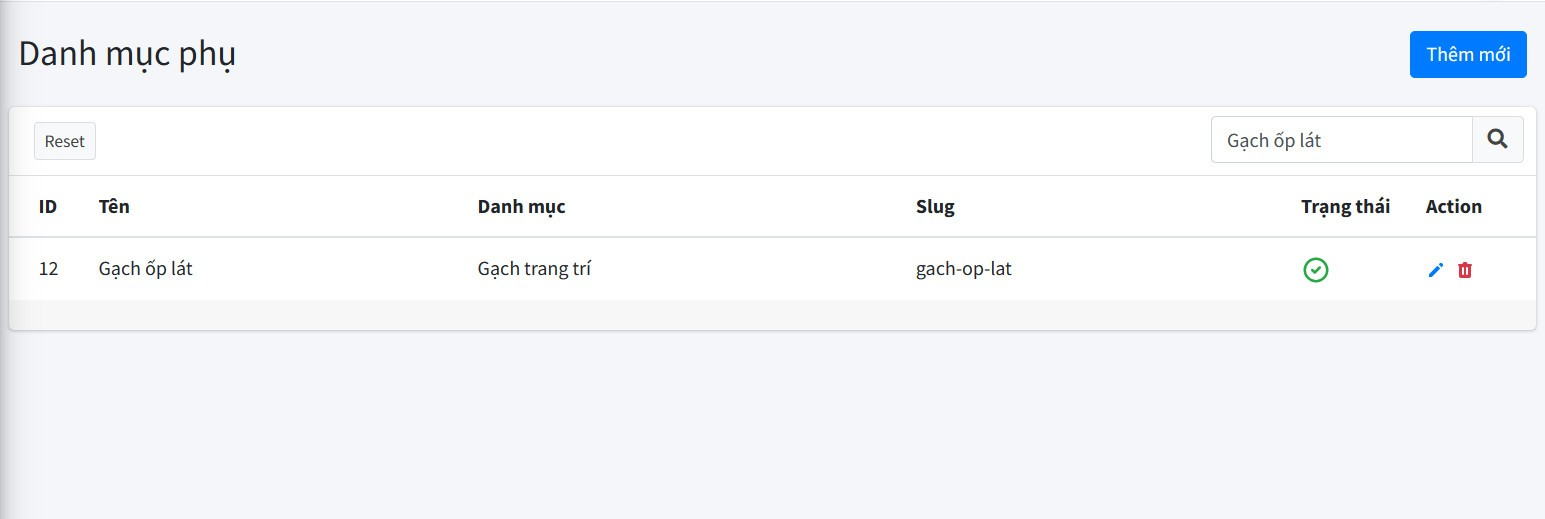 Danh mục phụ
Thêm mới
Reset
Gạch ốp lát
ID Tên Danh mục Slug Trạng thái Action
12 Gạch ốp lát Gạch trang trí gach-op-lat